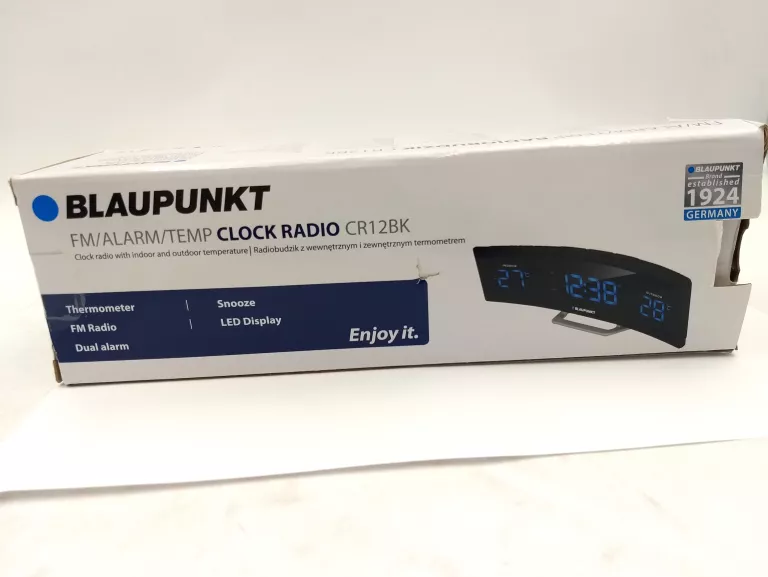 BLAUPUNKT
FM/ALARM/TEMP CLOCK RADIO CR12BK
Clock radio with indoor and outdoor temperature | Radiobudzik z wewnętrznym i zewnętrznym termometrem
Thermometer | Snooze
FM Radio | LED Display
Dual alarm
Enjoy it.
BLAUPUNKT
Brand
established
1924
GERMANY
27°
12:38
28°
BLAUPUNKT